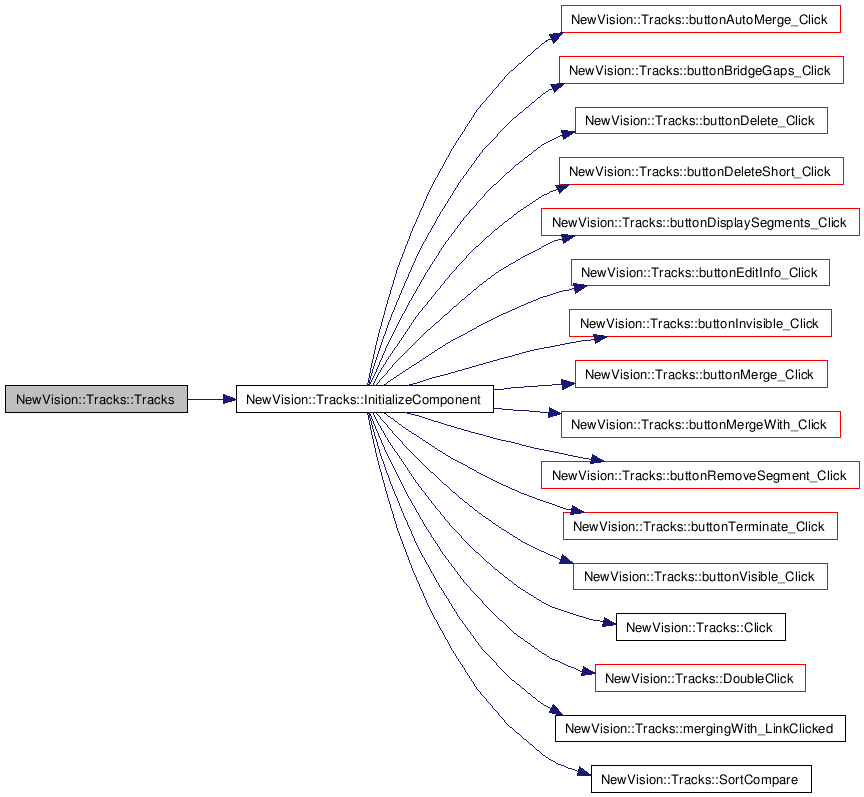 NewVision::Tracks::buttonAutoMerge_Click
NewVision::Tracks::buttonBridgeGaps_Click
NewVision::Tracks::buttonDelete_Click
NewVision::Tracks::buttonDeleteShort_Click
NewVision::Tracks::buttonDisplaySegments_Click
NewVision::Tracks::buttonEditInfo_Click
NewVision::Tracks::buttonInvisible_Click
NewVision::Tracks::buttonMerge_Click
NewVision::Tracks::Tracks
NewVision::Tracks::InitializeComponent
NewVision::Tracks::buttonMergeWith_Click
NewVision::Tracks::buttonRemoveSegment_Click
NewVision::Tracks::buttonTerminate_Click
NewVision::Tracks::buttonVisible_Click
NewVision::Tracks::Click
NewVision::Tracks::DoubleClick
NewVision::Tracks::mergingWith_LinkClicked
NewVision::Tracks::SortCompare